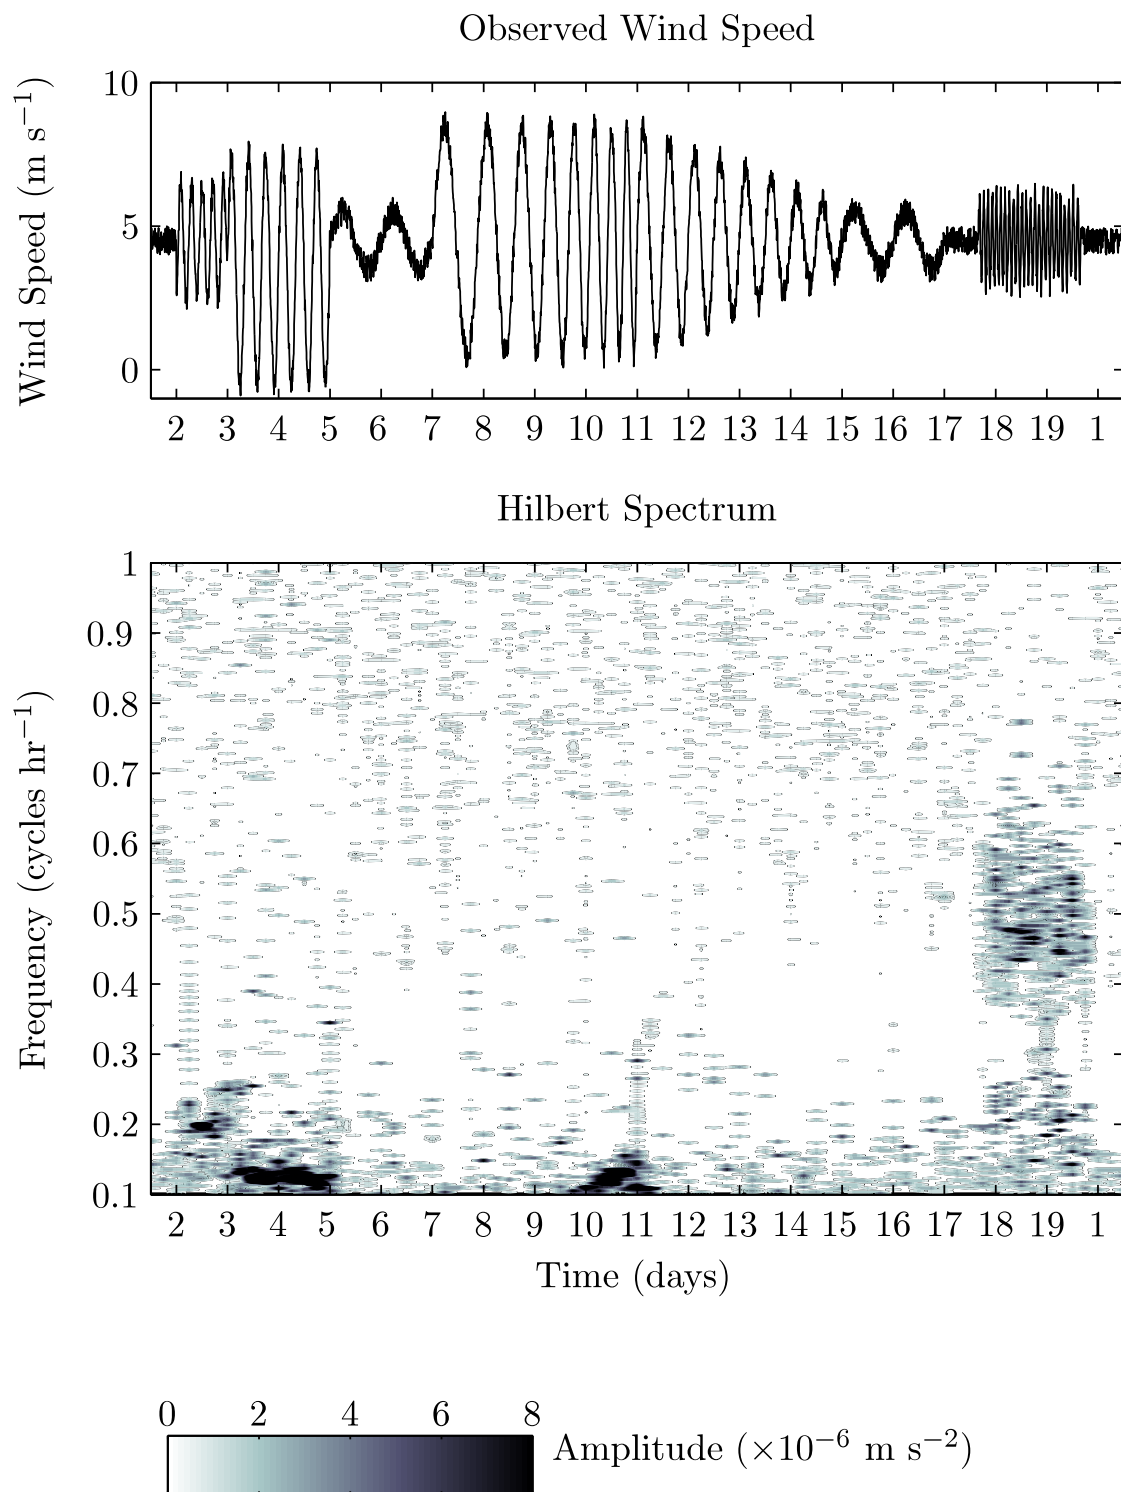 Observed Wind Speed
Wind Speed (m s⁻¹)
10
5
0
2 3 4 5 6 7 8 9 10 11 12 13 14 15 16 17 18 19 1
Hilbert Spectrum
Frequency (cycles hr⁻¹)
1
0.9
0.8
0.7
0.6
0.5
0.4
0.3
0.2
0.1
2 3 4 5 6 7 8 9 10 11 12 13 14 15 16 17 18 19 1
Time (days)
0 2 4 6 8
Amplitude (×10⁻⁶ m s⁻²)